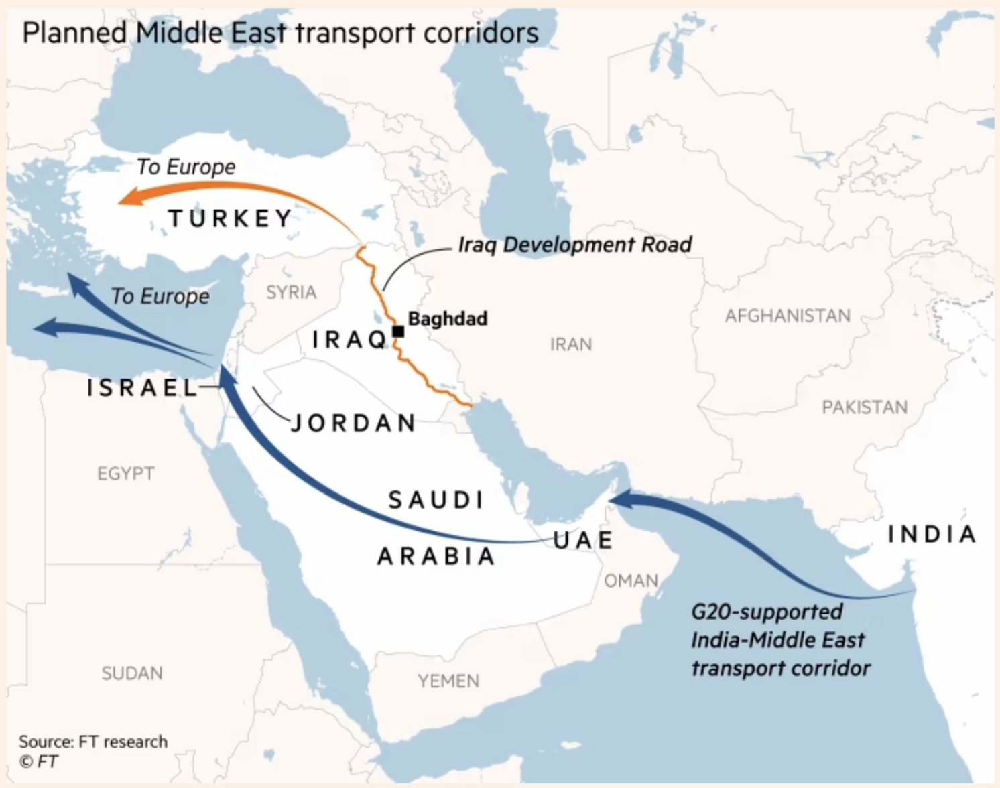 Planned Middle East transport corridors
To Europe
TURKEY
Iraq Development Road
To Europe
SYRIA
Baghdad
IRAQ
IRAN
AFGHANISTAN
ISRAEL
JORDAN
PAKISTAN
EGYPT
SAUDI
ARABIA
UAE
INDIA
OMAN
G20-supported
India-Middle East
transport corridor
SUDAN
YEMEN
Source: FT research
© FT